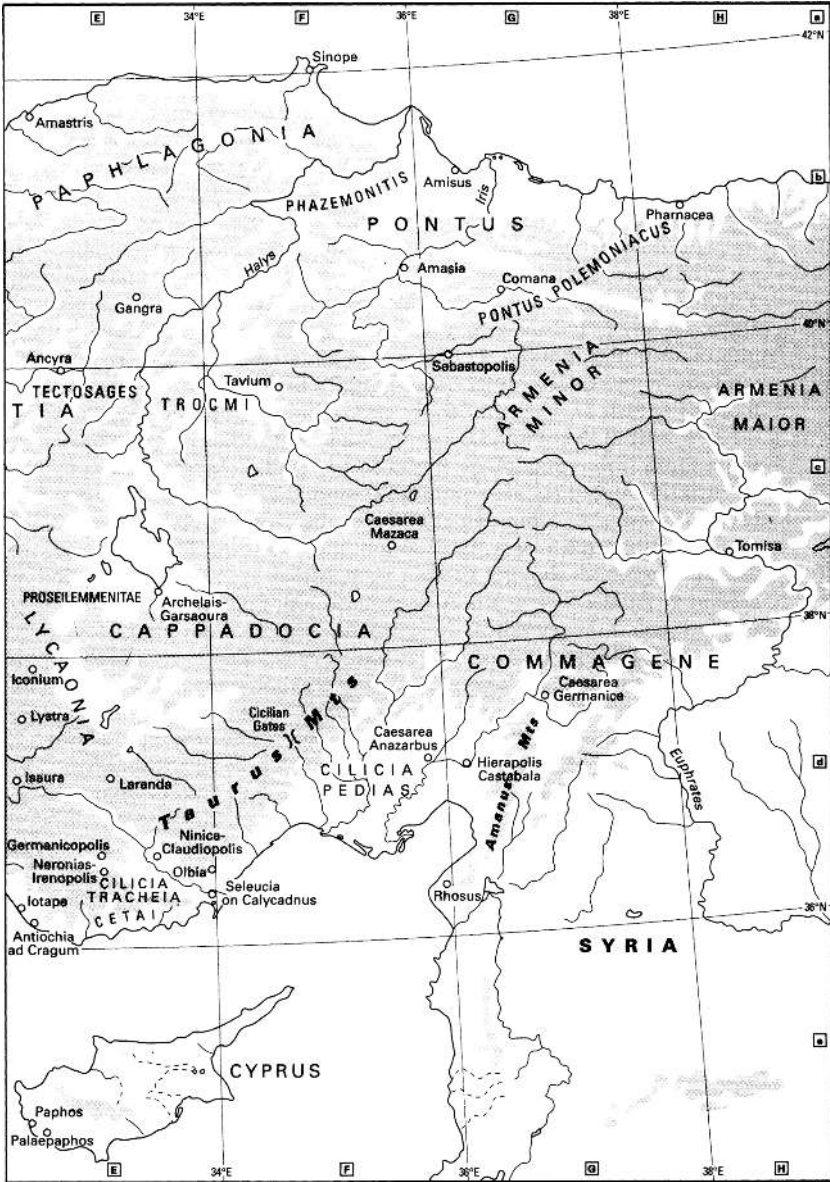 E 34°E F 36°E G 38°E H a
42°N
Sinope
Amastris
PAPHLAGONIA
b
PHAZEMONITIS
Amisus
Iris
Pharnacea
PONTUS
Halys
Amasia
Comana
PONTUS POLEMONIACUS
Gangra
40°N
Ancyra
Sebastopolis
ARMENIA
MINOR
TECTOSAGES
Tavium
ARMENIA
MAIOR
TIA
TROCMI
c
Caesarea
Mazaca
Tomisa
PROSEILEMMENITAE
Archelais-
Garsaoura
38°N
LYCAONIA
CAPPADOCIA
COMMAGENE
Iconium
Caesarea
Germanice
Lystra
Cicilian
Gates
Taurus Mts
Caesarea
Anazarbus
Hierapolis
Castabala
Amanus Mts
Euphrates
d
Isaura
Laranda
CILICIA
PEDIAS
Germanicopolis
Ninica-
Claudiopolis
Neronias-
Irenopolis
Olbia
CILICIA
TRACHEIA
CETAI
Seleucia
on Calycadnus
Rhosus
36°N
Iotape
Antiochia
ad Cragum
SYRIA
e
CYPRUS
Paphos
Palaepaphos
E 34°E F 36°E G 38°E H